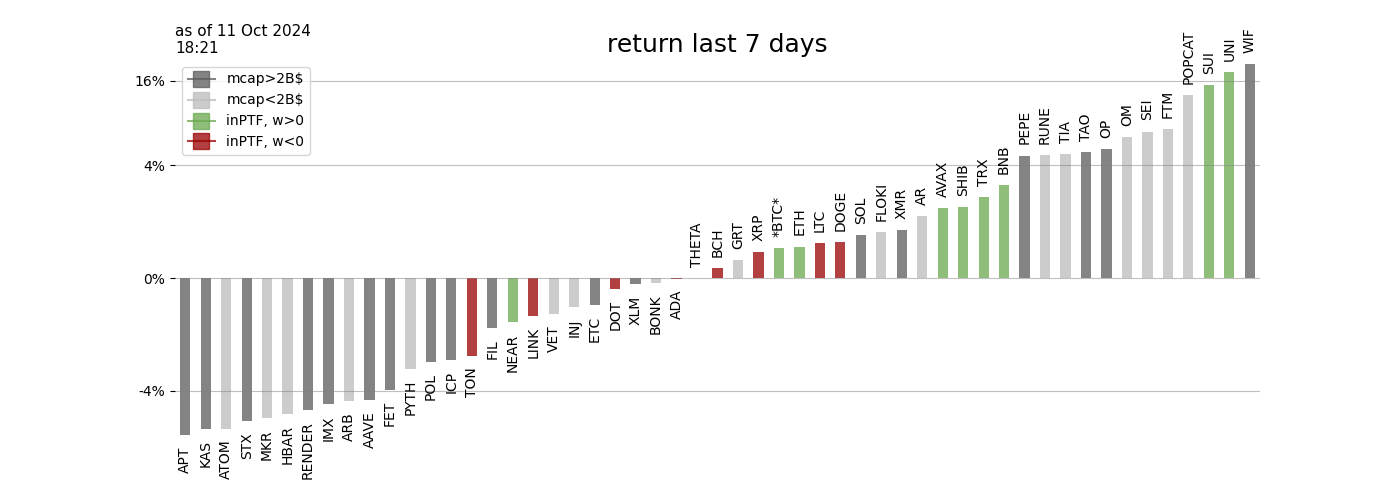 as of 11 Oct 2024
18:21
return last 7 days
mcap>2B$
mcap<2B$
inPTF, w>0
inPTF, w<0
16%
4%
0%
-4%
APT
KAS
ATOM
STX
MKR
HBAR
RENDER
IMX
ARB
AAVE
FET
PYTH
POL
ICP
TON
FIL
NEAR
LINK
VET
INJ
ETC
DOT
XLM
BONK
ADA
THETA
BCH
GRT
XRP
*BTC*
ETH
LTC
DOGE
SOL
FLOKI
XMR
AR
AVAX
SHIB
TRX
BNB
PEPE
RUNE
TIA
TAO
OP
OM
SEI
FTM
POPCAT
SUI
UNI
WIF